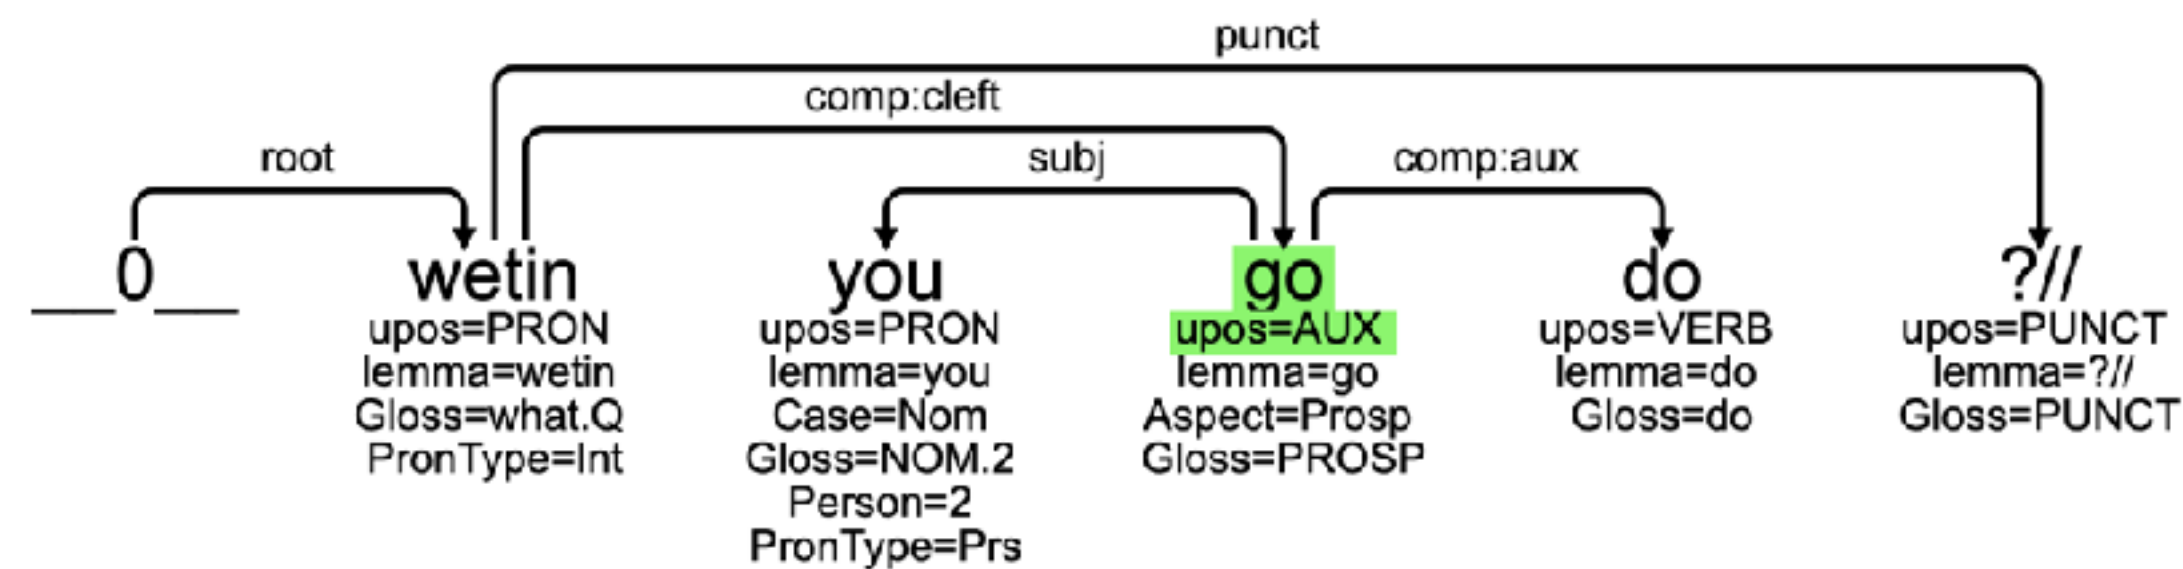 punct
comp:cleft
root subj comp:aux
__0__ wetin you go do ?//
upos=PRON upos=PRON upos=AUX upos=VERB upos=PUNCT
lemma=wetin lemma=you lemma=go lemma=do lemma=?//
Gloss=what.Q Case=Nom Aspect=Prosp Gloss=do Gloss=PUNCT
PronType=Int Gloss=NOM.2 Gloss=PROSP
Person=2
PronType=Prs